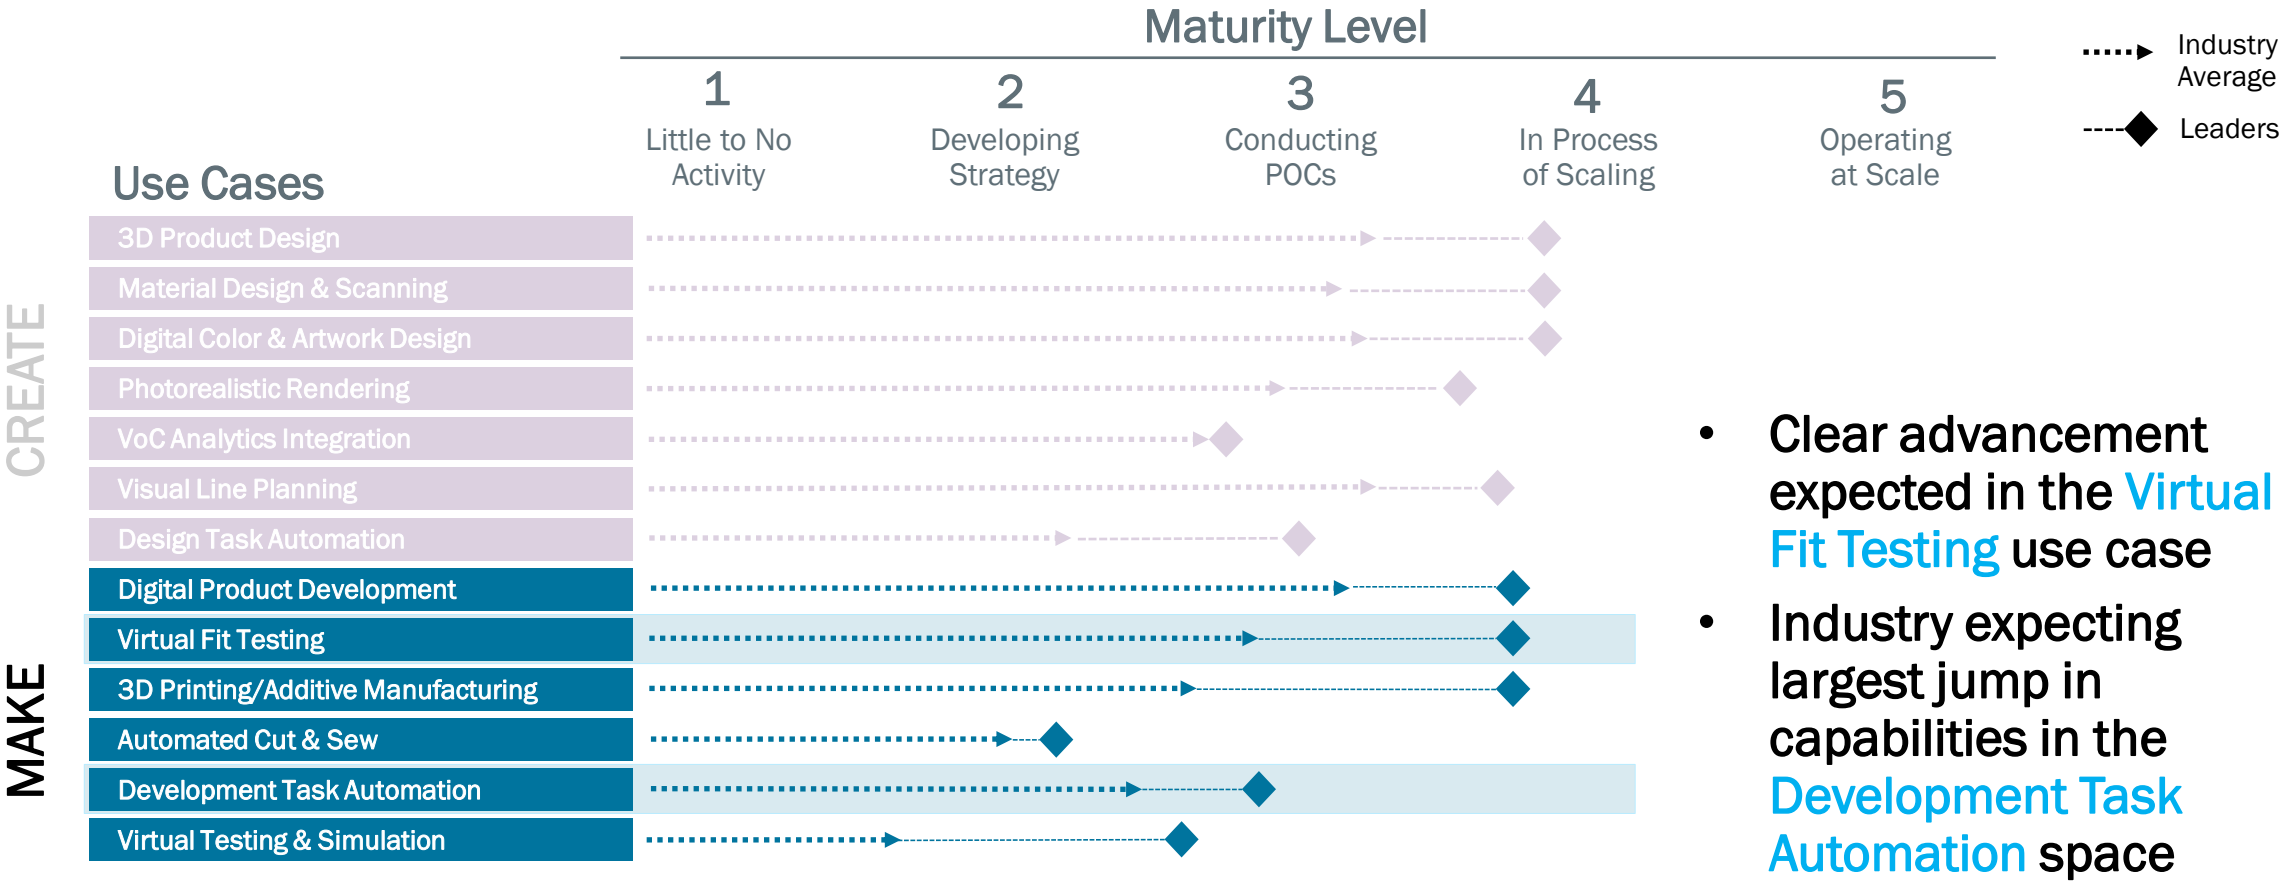 Maturity Level
1
2
3
4
5
Little to No
Activity
Developing
Strategy
Conducting
POCs
In Process
of Scaling
Operating
at Scale
Industry
Average
Leaders
Use Cases
CREATE
3D Product Design
Material Design & Scanning
Digital Color & Artwork Design
Photorealistic Rendering
VoC Analytics Integration
Visual Line Planning
Design Task Automation
MAKE
Digital Product Development
Virtual Fit Testing
3D Printing/Additive Manufacturing
Automated Cut & Sew
Development Task Automation
Virtual Testing & Simulation
• Clear advancement
expected in the Virtual
Fit Testing use case
• Industry expecting
largest jump in
capabilities in the
Development Task
Automation space